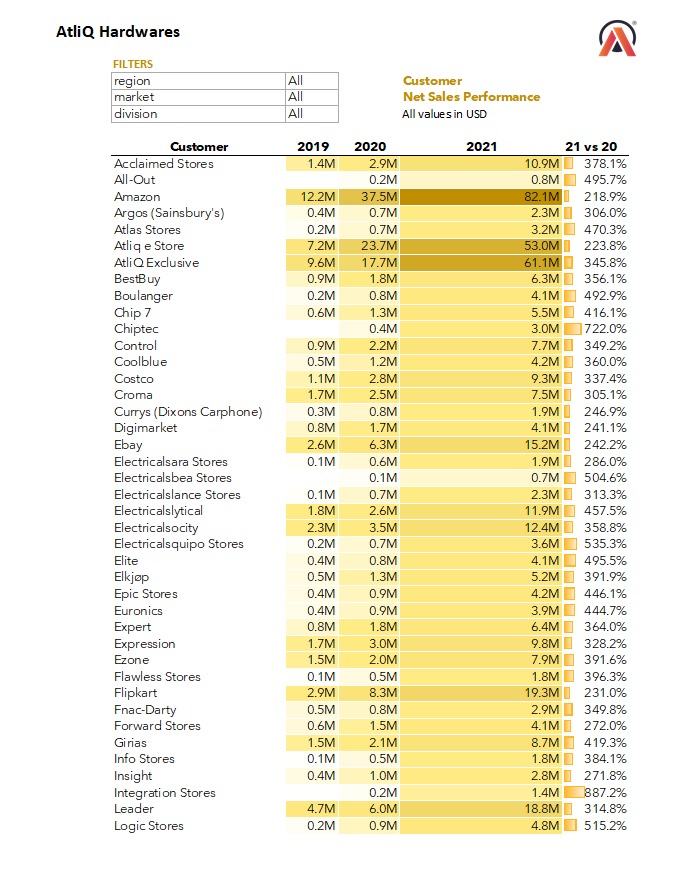 AtliQ Hardwares
FILTERS
region All
market All
division All
Customer
Net Sales Performance
All values in USD
Customer 2019 2020 2021 21 vs 20
Acclaimed Stores 1.4M 2.9M 10.9M 378.1%
All-Out 0.2M 0.8M 495.7%
Amazon 12.2M 37.5M 82.1M 218.9%
Argos (Sainsbury's) 0.4M 0.7M 2.3M 306.0%
Atlas Stores 0.2M 0.7M 3.2M 470.3%
Atliq e Store 7.2M 23.7M 53.0M 223.8%
AtliQ Exclusive 9.6M 17.7M 61.1M 345.8%
BestBuy 0.9M 1.8M 6.3M 356.1%
Boulanger 0.2M 0.8M 4.1M 492.9%
Chip 7 0.6M 1.3M 5.5M 416.1%
Chiptec 0.4M 3.0M 722.0%
Control 0.9M 2.2M 7.7M 349.2%
Coolblue 0.5M 1.2M 4.2M 360.0%
Costco 1.1M 2.8M 9.3M 337.4%
Croma 1.7M 2.5M 7.5M 305.1%
Currys (Dixons Carphone) 0.3M 0.8M 1.9M 246.9%
Digimarket 0.8M 1.7M 4.1M 241.1%
Ebay 2.6M 6.3M 15.2M 242.2%
Electricalsara Stores 0.1M 0.6M 1.9M 286.0%
Electricalsbea Stores 0.1M 0.7M 504.6%
Electricalslance Stores 0.1M 0.7M 2.3M 313.3%
Electricalslytical 1.8M 2.6M 11.9M 457.5%
Electricalsocity 2.3M 3.5M 12.4M 358.8%
Electricalsquipo Stores 0.2M 0.7M 3.6M 535.3%
Elite 0.4M 0.8M 4.1M 495.5%
Elkjøp 0.5M 1.3M 5.2M 391.9%
Epic Stores 0.4M 0.9M 4.2M 446.1%
Euronics 0.4M 0.9M 3.9M 444.7%
Expert 0.8M 1.8M 6.4M 364.0%
Expression 1.7M 3.0M 9.8M 328.2%
Ezone 1.5M 2.0M 7.9M 391.6%
Flawless Stores 0.1M 0.5M 1.8M 396.3%
Flipkart 2.9M 8.3M 19.3M 231.0%
Fnac-Darty 0.5M 0.8M 2.9M 349.8%
Forward Stores 0.6M 1.5M 4.1M 272.0%
Girias 1.5M 2.1M 8.7M 419.3%
Info Stores 0.1M 0.5M 1.8M 384.1%
Insight 0.4M 1.0M 2.8M 271.8%
Integration Stores 0.2M 1.4M 887.2%
Leader 4.7M 6.0M 18.8M 314.8%
Logic Stores 0.2M 0.9M 4.8M 515.2%